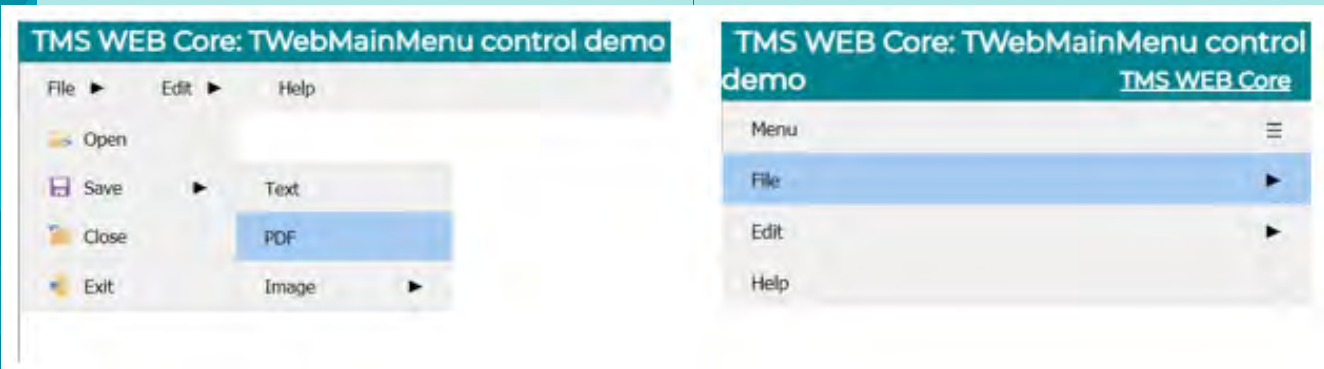 TMS WEB Core: TWebMainMenu control demo
File ► Edit ► Help
Open
Save ► Text
Close PDF
Exit Image ►
TMS WEB Core: TWebMainMenu control
demo TMS WEB Core
Menu ☰
File ►
Edit ►
Help